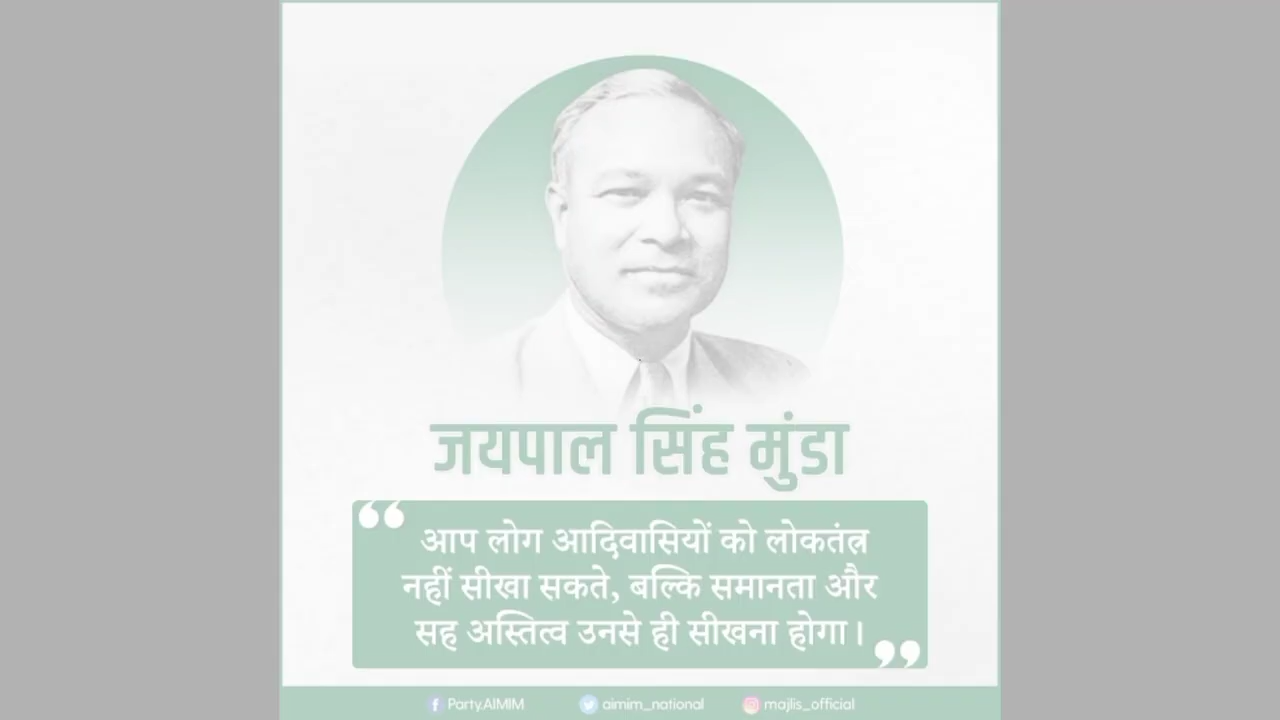 जयपाल सिंह मुंडा
“ आप लोग आदिवासियों को लोकतंत्र
नहीं सीखा सकते, बल्कि समानता और
सह अस्तित्व उनसे ही सीखना होगा। ”
Party.AIMIM aimim_national majlis_official